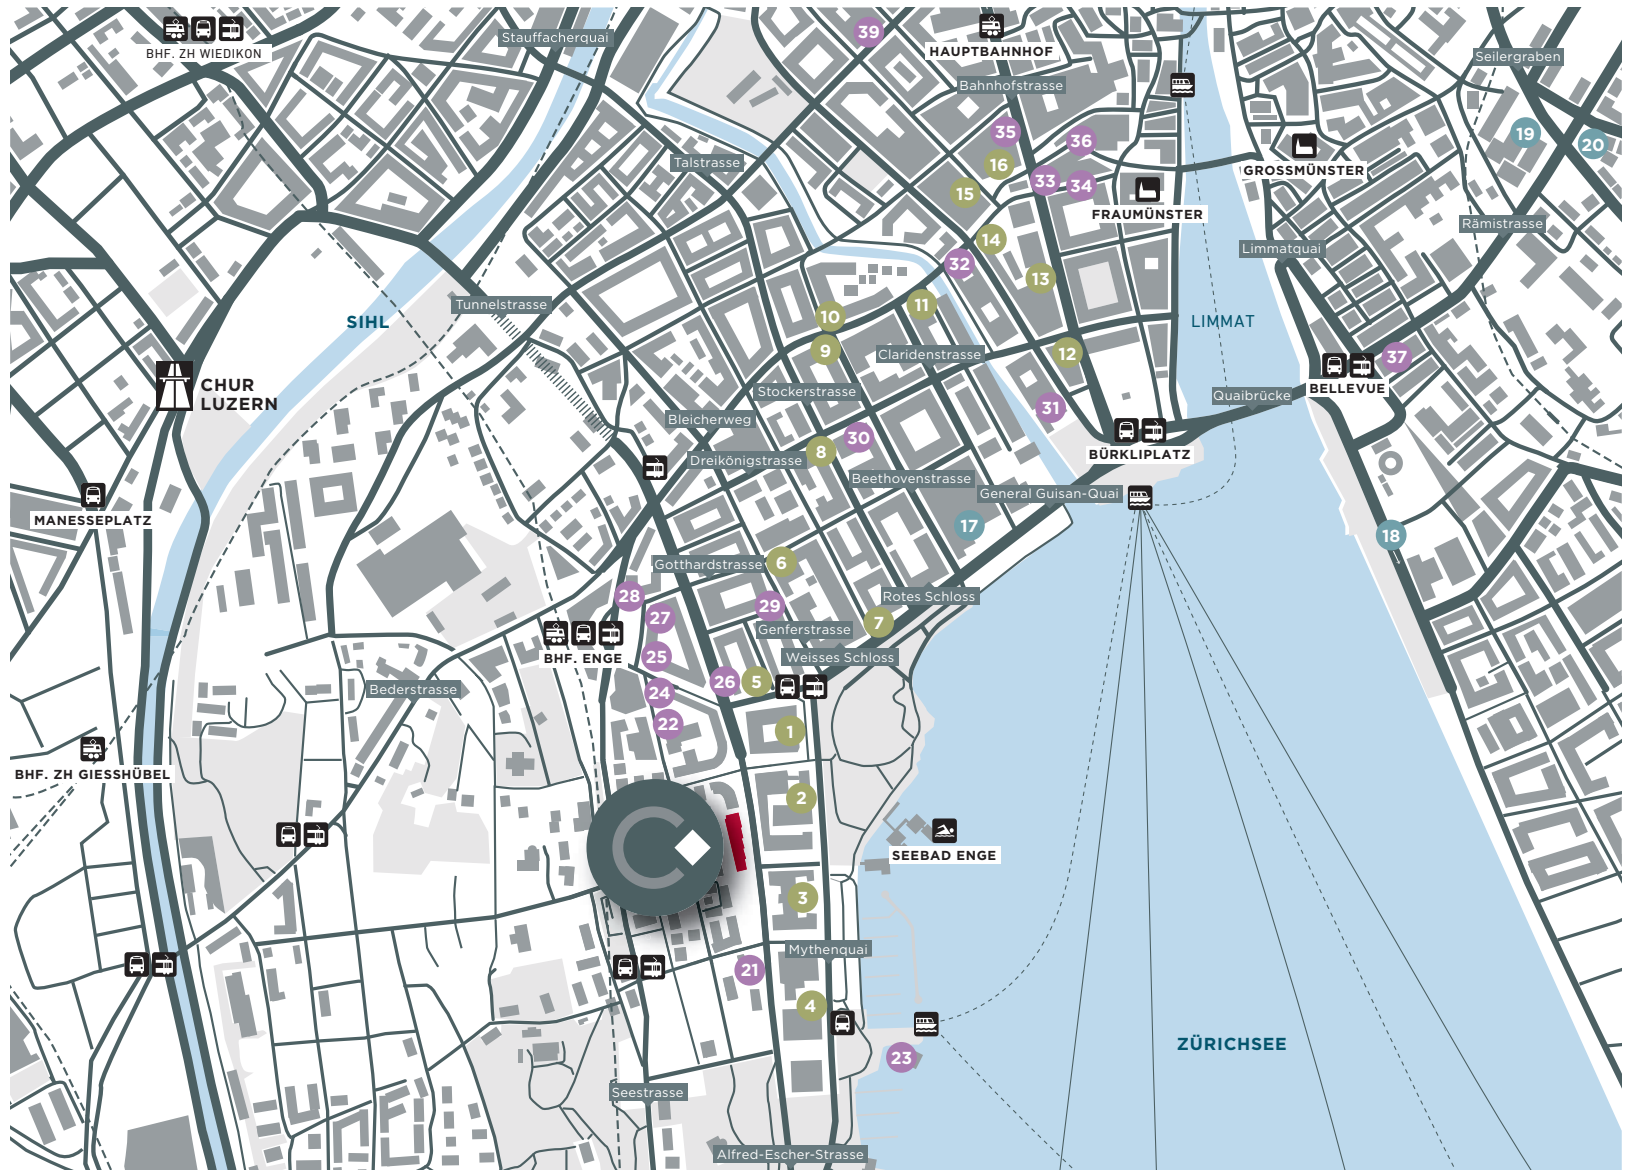 39
HAUPTBAHNHOF
Stauffacherquai
BHF. ZH WIEDIKON
Seilergraben
Bahnhofstrasse
35
36
19
20
16
Talstrasse
GROSSMÜNSTER
33
34
15
FRAUMÜNSTER
Rämistrasse
14
Limmatquai
32
13
Tunnelstrasse
11
10
SIHL
LIMMAT
9
12
Claridenstrasse
37
CHUR
LUZERN
BELLEVUE
Stockerstrasse
Quaibrücke
31
Bleicherweg
30
8
BÜRKLIPLATZ
Dreikönigstrasse
Beethovenstrasse
General Guisan-Quai
MANESSEPLATZ
17
18
6
Gotthardstrasse
28
Rotes Schloss
29
27
7
Genferstrasse
BHF. ENGE
25
Weisses Schloss
26
5
Bederstrasse
24
22
1
BHF. ZH GIESSHÜBEL
2
SEEBAD ENGE
3
Mythenquai
21
4
ZÜRICHSEE
23
Seestrasse
Alfred-Escher-Strasse